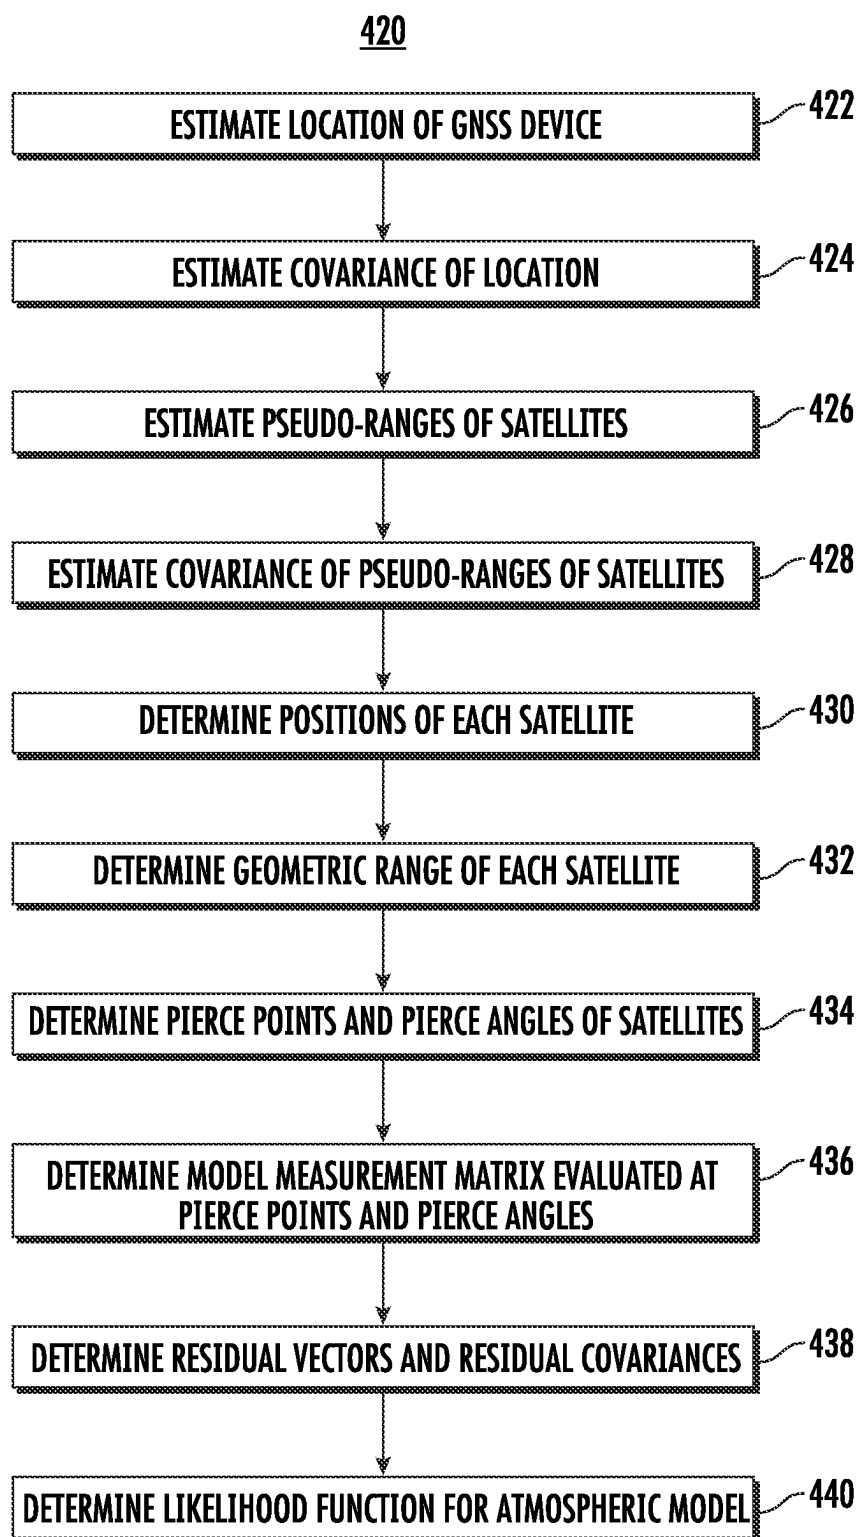 420
ESTIMATE LOCATION OF GNSS DEVICE
422
ESTIMATE COVARIANCE OF LOCATION
424
ESTIMATE PSEUDO-RANGES OF SATELLITES
426
ESTIMATE COVARIANCE OF PSEUDO-RANGES OF SATELLITES
428
DETERMINE POSITIONS OF EACH SATELLITE
430
DETERMINE GEOMETRIC RANGE OF EACH SATELLITE
432
DETERMINE PIERCE POINTS AND PIERCE ANGLES OF SATELLITES
434
DETERMINE MODEL MEASUREMENT MATRIX EVALUATED AT
PIERCE POINTS AND PIERCE ANGLES
436
DETERMINE RESIDUAL VECTORS AND RESIDUAL COVARIANCES
438
DETERMINE LIKELIHOOD FUNCTION FOR ATMOSPHERIC MODEL
440